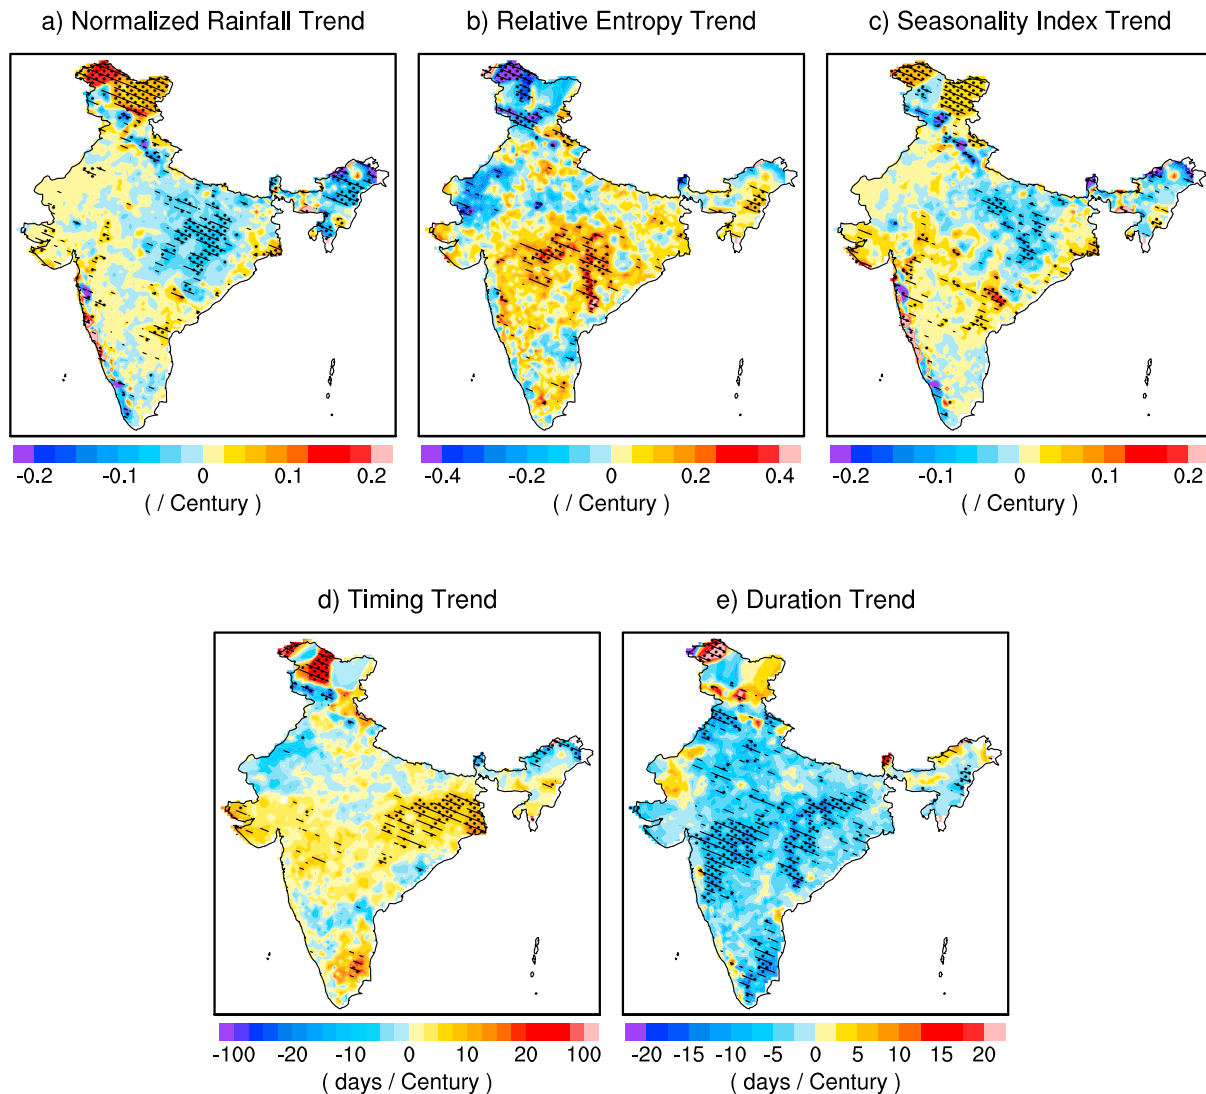 a) Normalized Rainfall Trend
b) Relative Entropy Trend
c) Seasonality Index Trend
-0.2 -0.1 0 0.1 0.2
( / Century )
-0.4 -0.2 0 0.2 0.4
( / Century )
-0.2 -0.1 0 0.1 0.2
( / Century )
d) Timing Trend
e) Duration Trend
-100 -20 -10 0 10 20 100
( days / Century )
-20 -15 -10 -5 0 5 10 15 20
( days / Century )